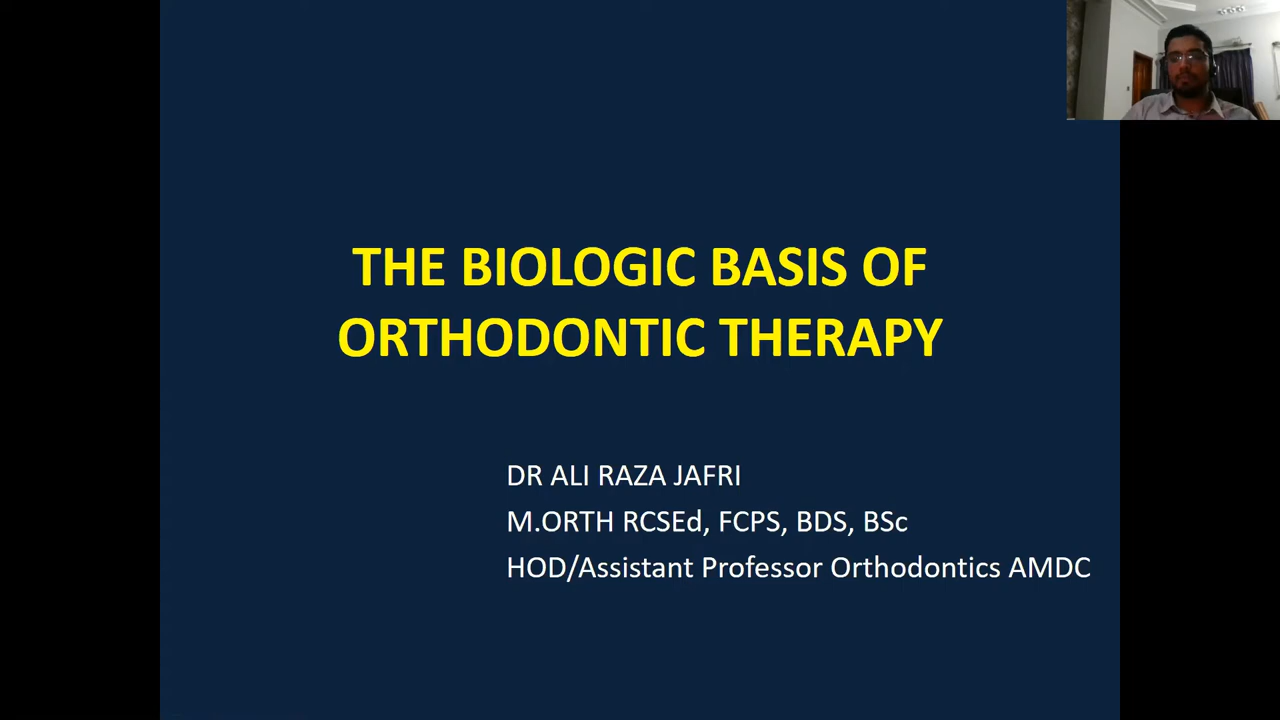 THE BIOLOGIC BASIS OF
ORTHODONTIC THERAPY
DR ALI RAZA JAFRI
M.ORTH RCSEd, FCPS, BDS, BSc
HOD/Assistant Professor Orthodontics AMDC